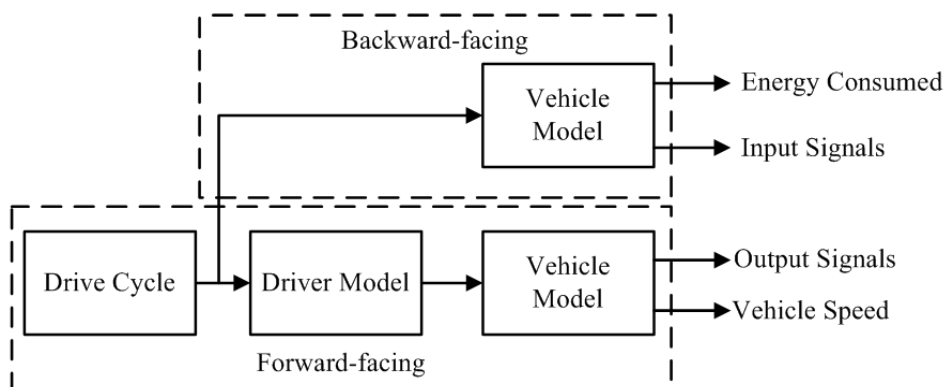 Backward-facing
Vehicle
Model
Energy Consumed
Input Signals
Drive Cycle
Driver Model
Vehicle
Model
Output Signals
Vehicle Speed
Forward-facing